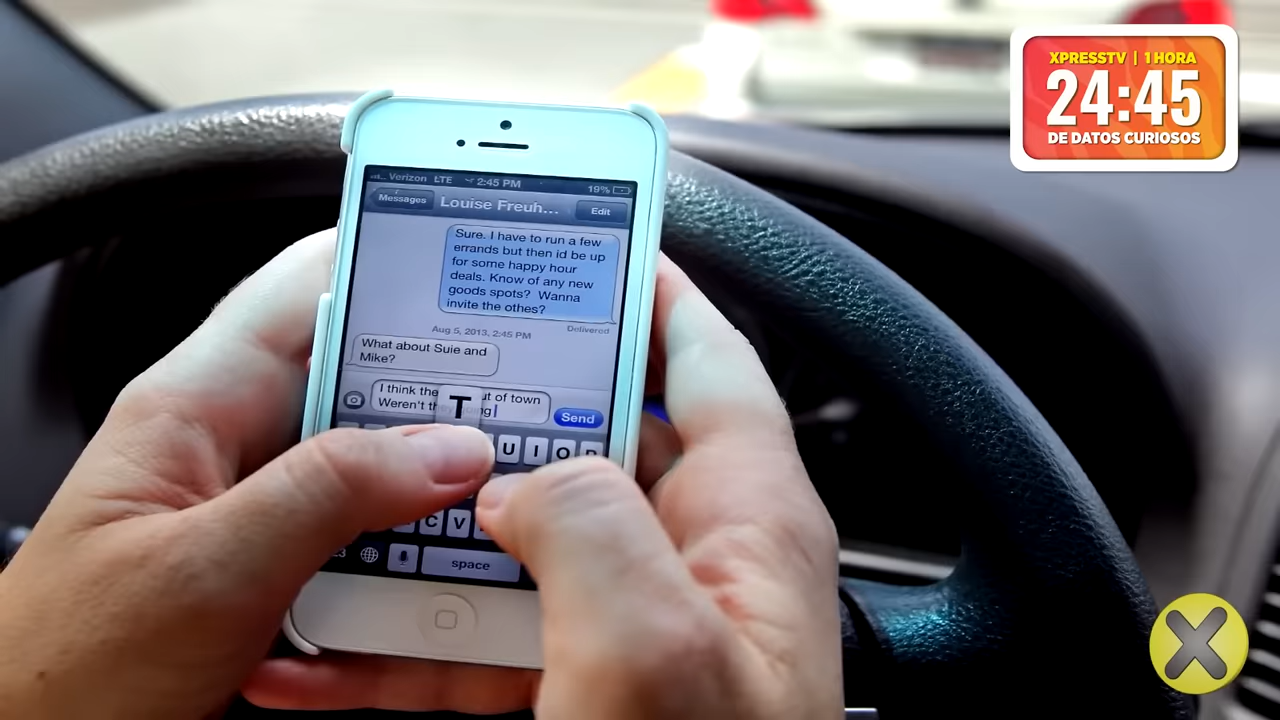 XPRESSTV | 1 HORA
24:45
DE DATOS CURIOSOS
Verizon LTE 2:45 PM 19%
Messages Louise Freuh... Edit
Sure. I have to run a few
errands but then id be up
for some happy hour
deals. Know of any new
goods spots? Wanna
invite the othes?
Delivered
Aug 5, 2013, 2:45 PM
What about Suie and
Mike?
I think the ut of town
Weren't th ng
T
Send
U I O P
C V
space
X